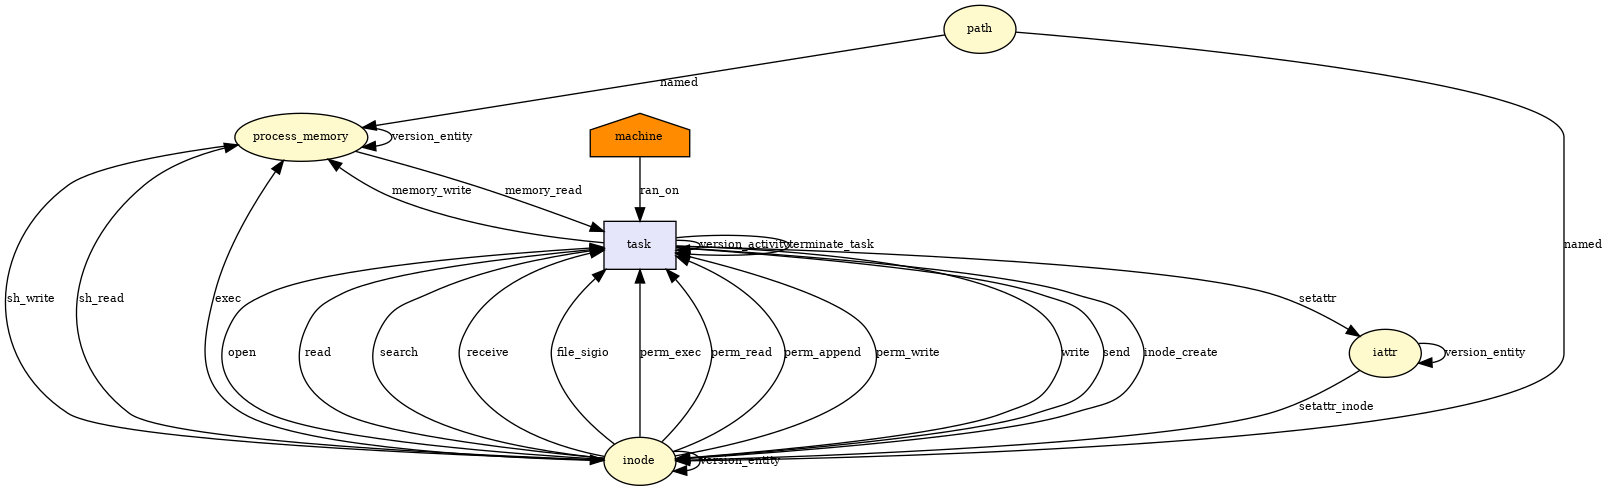 path
named
process_memory
version_entity
machine
memory_write
memory_read
ran_on
task
version_activity
terminate_task
named
sh_write
sh_read
exec
setattr
open
read
search
receive
file_sigio
perm_exec
perm_read
perm_append
perm_write
write
send
inode_create
iattr
version_entity
setattr_inode
inode
version_entity